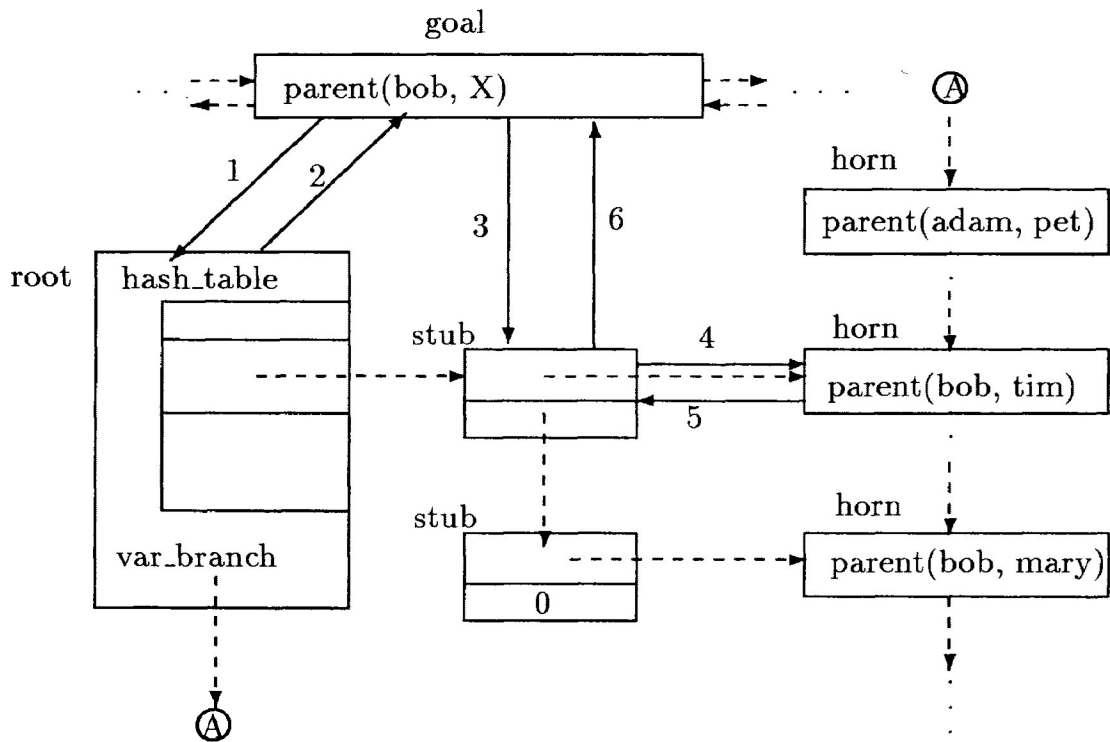 goal
parent(bob, X)
. . .
. . .
A
1
2
3
6
horn
parent(adam, pet)
root
hash_table
stub
4
horn
parent(bob, tim)
5
stub
horn
var_branch
parent(bob, mary)
0
A